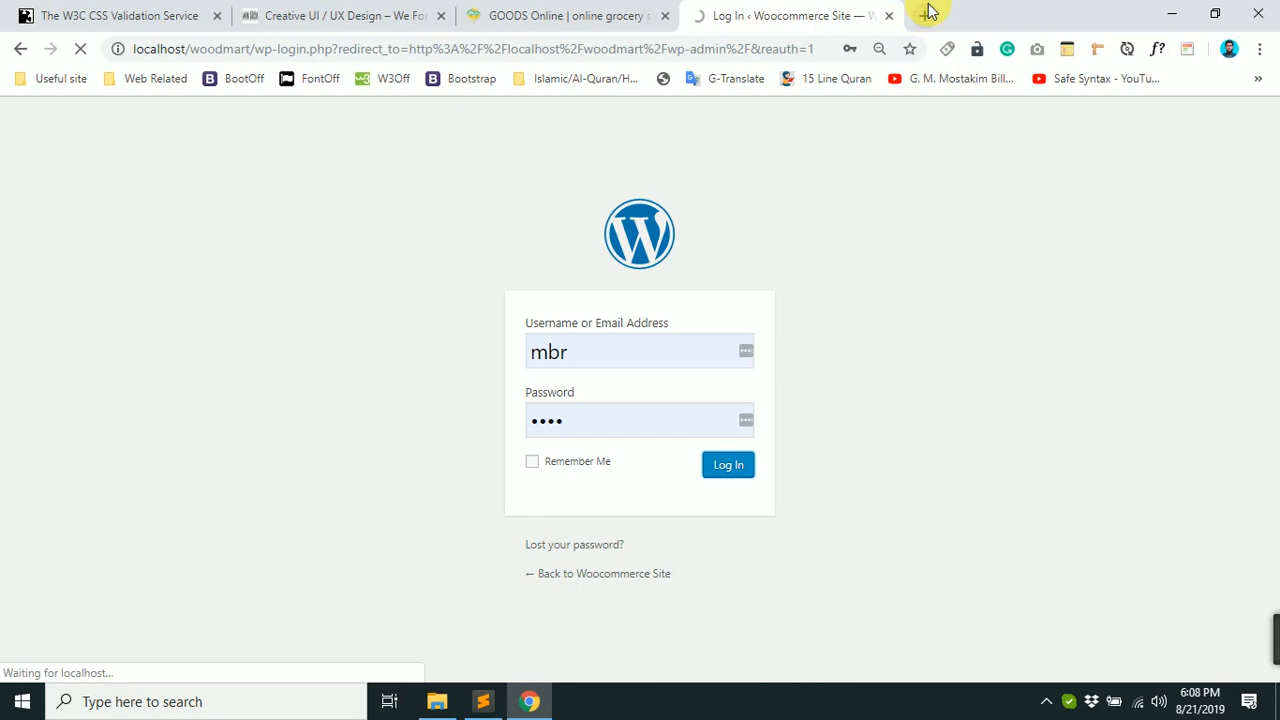 The W3C CSS Validation Service
Creative UI / UX Design – We Fo
GOODS Online | online grocery s
Log In ‹ Woocommerce Site — W
localhost/woodmart/wp-login.php?redirect_to=http%3A%2F%2Flocalhost%2Fwoodmart%2Fwp-admin%2F&reauth=1
Useful site
Web Related
BootOff
FontOff
W3Off
Bootstrap
Islamic/Al-Quran/H...
G-Translate
15 Line Quran
G. M. Mostakim Bill...
Safe Syntax - YouTu...
»
Username or Email Address
mbr
Password
••••
Remember Me
Log In
Lost your password?
← Back to Woocommerce Site
Waiting for localhost...
Type here to search
6:08 PM
8/21/2019